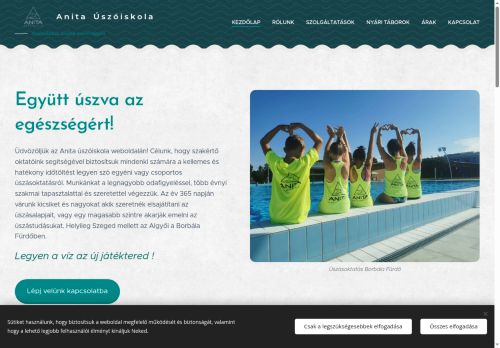 Anita Úszóiskola
KEZDŐLAP RÓLUNK SZOLGÁLTATÁSOK NYÁRI TÁBOROK ÁRAK KAPCSOLAT
ANITA
Együtt úszva az
egészségért!
Üdvözöljük az Anita úszóiskola weboldalán! Célunk, hogy szakértő
oktatóink segítségével biztosítsuk mindenki számára a kellemes és
hatékony időtöltést legyen szó egyéni vagy csoportos
úszásoktatásról. Munkánkat a legnagyobb odafigyeléssel, több évnyi
szakmai tapasztalattal és szeretettel végezzük. Az év 365 napján
várunk kicsiket és nagyokat akik szeretnék elsajátítani az
úszásalapjait, vagy egy magasabb szintre akarják emelni az
úszástudásukat. Helyileg Szeged mellett az Algyői a Borbála
Fürdőben.
Legyen a víz az új játéktered !
Lépj velünk kapcsolatba
ANITA
Úszásoktatás Borbála Fürdő
Sütiket használunk, hogy biztosítsuk a weboldal megfelelő működését és biztonságát, valamint
hogy a lehető legjobb felhasználói élményt kínáljuk Neked.
Csak a legszükségesebbek elfogadása
Összes elfogadása